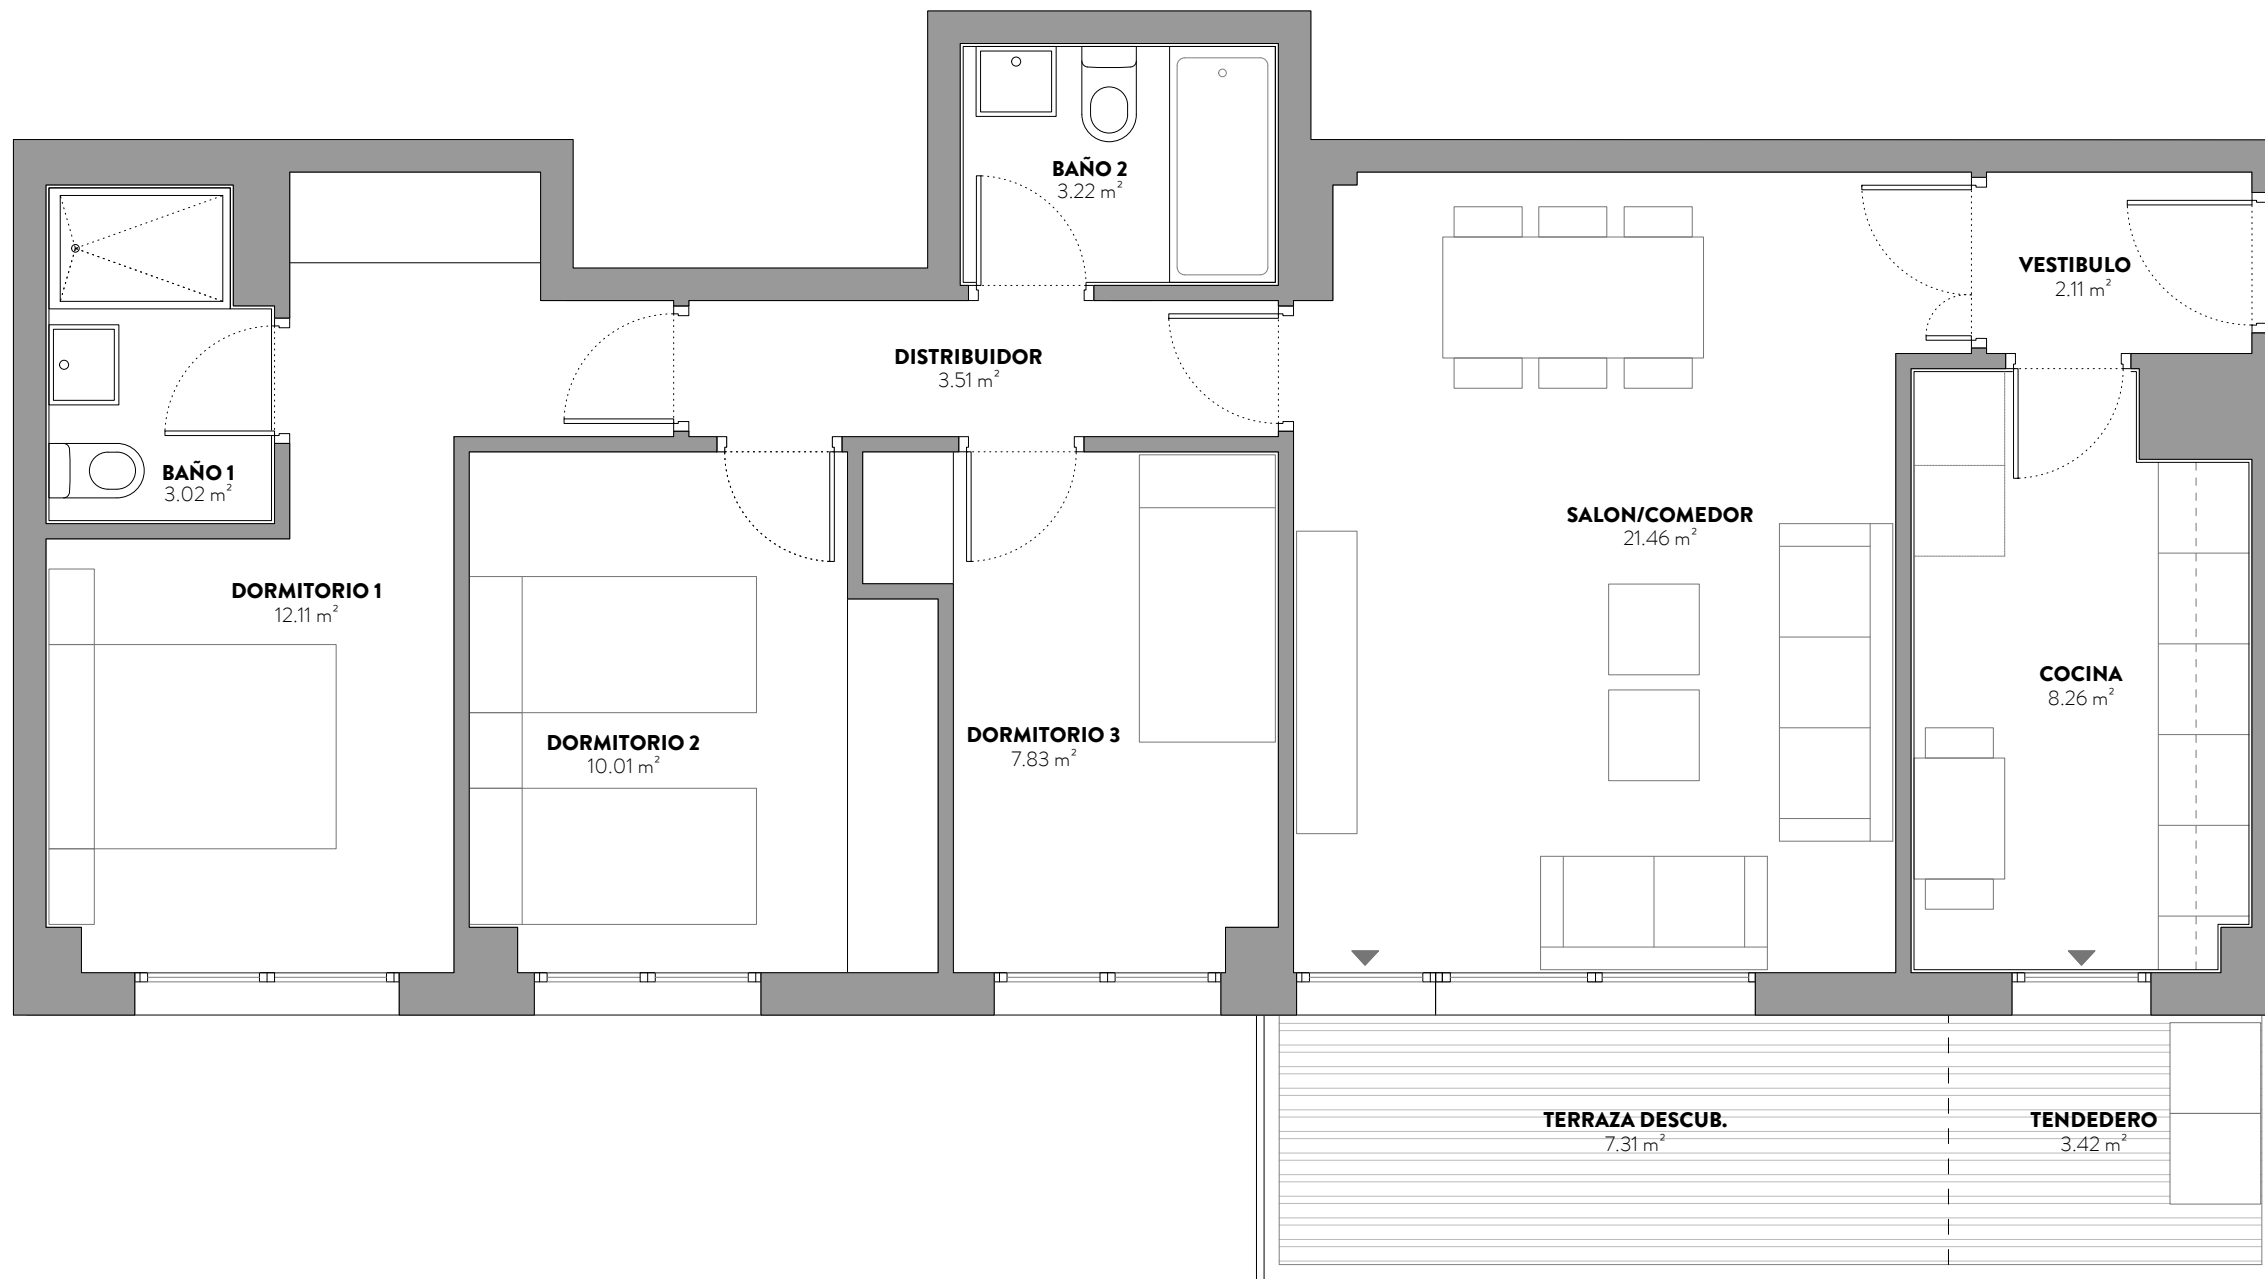 BAÑO 2
3.22 m²
VESTIBULO
2.11 m²
DISTRIBUIDOR
3.51 m²
BAÑO 1
3.02 m²
SALON/COMEDOR
21.46 m²
DORMITORIO 1
12.11 m²
COCINA
8.26 m²
DORMITORIO 2
10.01 m²
DORMITORIO 3
7.83 m²
TERRAZA DESCUB.
7.31 m²
TENDEDERO
3.42 m²